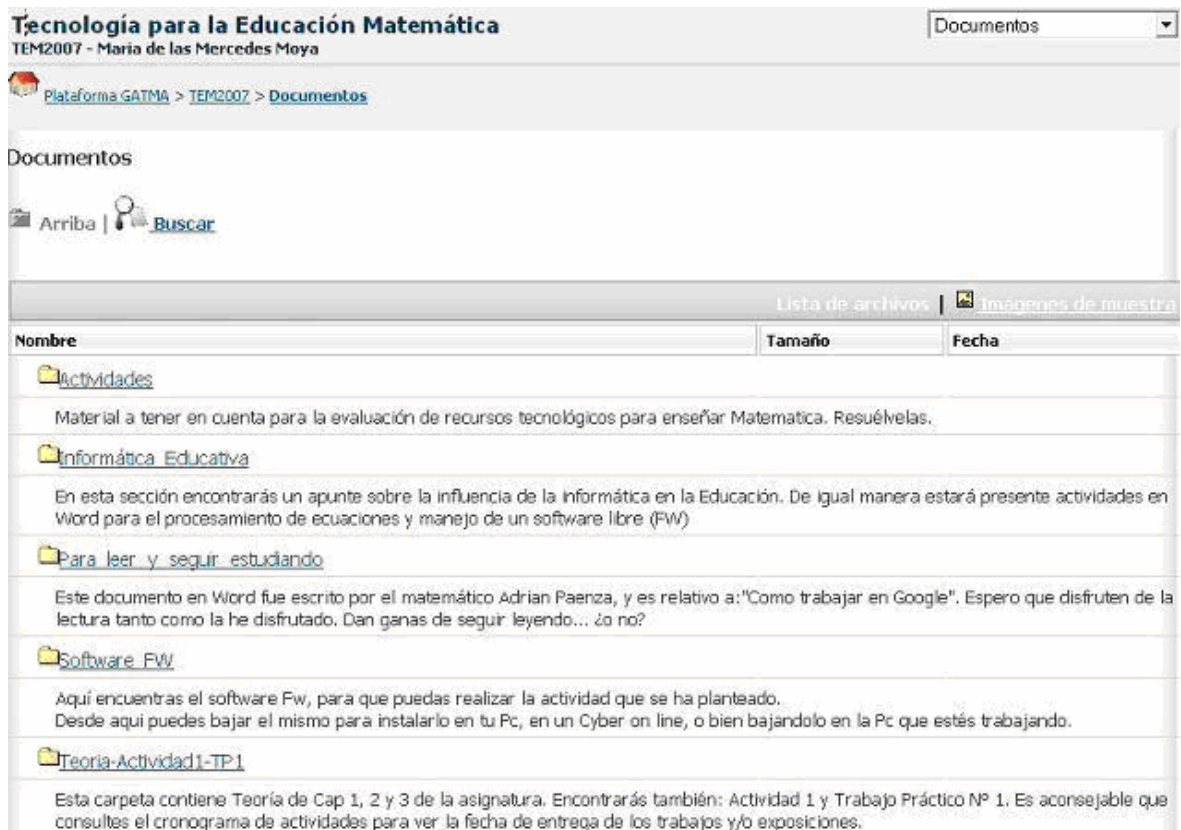 Tecnología para la Educación Matemática
Documentos
TEM2007 - Maria de las Mercedes Moya
Plataforma GATMA > TEM2007 > Documentos
Documentos
Arriba | Buscar
Lista de archivos | Imágenes de muestra
Nombre Tamaño Fecha
Actividades
Material a tener en cuenta para la evaluación de recursos tecnológicos para enseñar Matematica. Resuélvelas.
Informática_Educativa
En esta sección encontrarás un apunte sobre la influencia de la informática en la Educación. De igual manera estará presente actividades en
Word para el procesamiento de ecuaciones y manejo de un software libre (FW)
Para_leer_y_seguir_estudiando
Este documento en Word fue escrito por el matemático Adrian Paenza, y es relativo a:"Como trabajar en Google". Espero que disfruten de la
lectura tanto como la he disfrutado. Dan ganas de seguir leyendo... ¿o no?
Software_FW
Aquí encuentras el software Fw, para que puedas realizar la actividad que se ha planteado.
Desde aqui puedes bajar el mismo para instalarlo en tu Pc, en un Cyber on line, o bien bajandolo en la Pc que estés trabajando.
Teoria-Actividad1-TP1
Esta carpeta contiene Teoría de Cap 1, 2 y 3 de la asignatura. Encontrarás también: Actividad 1 y Trabajo Práctico Nº 1. Es aconsejable que
consultes el cronograma de actividades para ver la fecha de entrega de los trabajos y/o exposiciones.